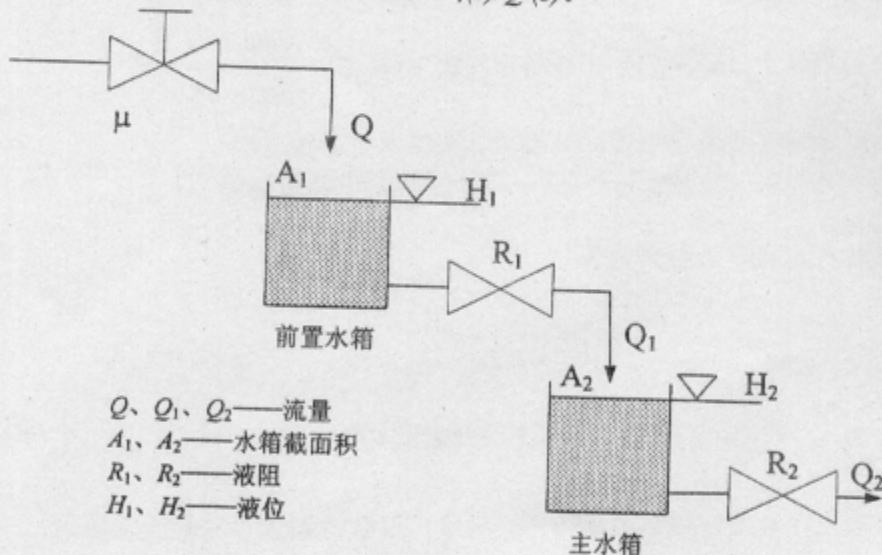 μ
Q
A₁
H₁
R₁
前置水箱
Q₁
A₂
H₂
R₂
Q₂
主水箱
Q、Q₁、Q₂——流量
A₁、A₂——水箱截面积
R₁、R₂——液阻
H₁、H₂——液位